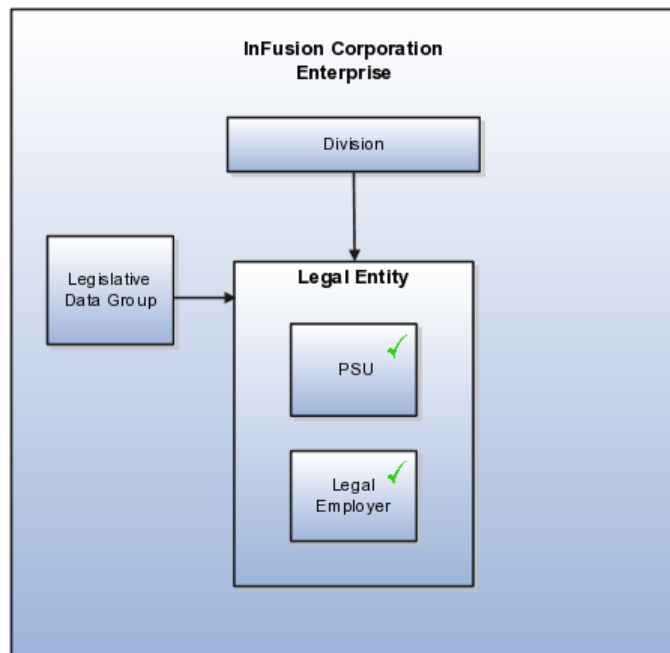 InFusion Corporation
Enterprise
Division
Legislative
Data Group
Legal Entity
PSU
Legal
Employer